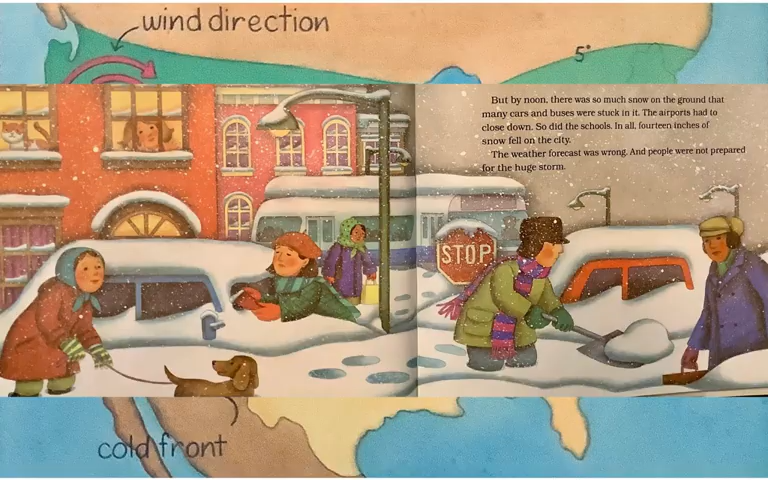 wind direction
5°
But by noon, there was so much snow on the ground that
many cars and buses were stuck in it. The airports had to
close down. So did the schools. In all, fourteen inches of
snow fell on the city.
The weather forecast was wrong. And people were not prepared
for the huge storm.
STOP
cold front